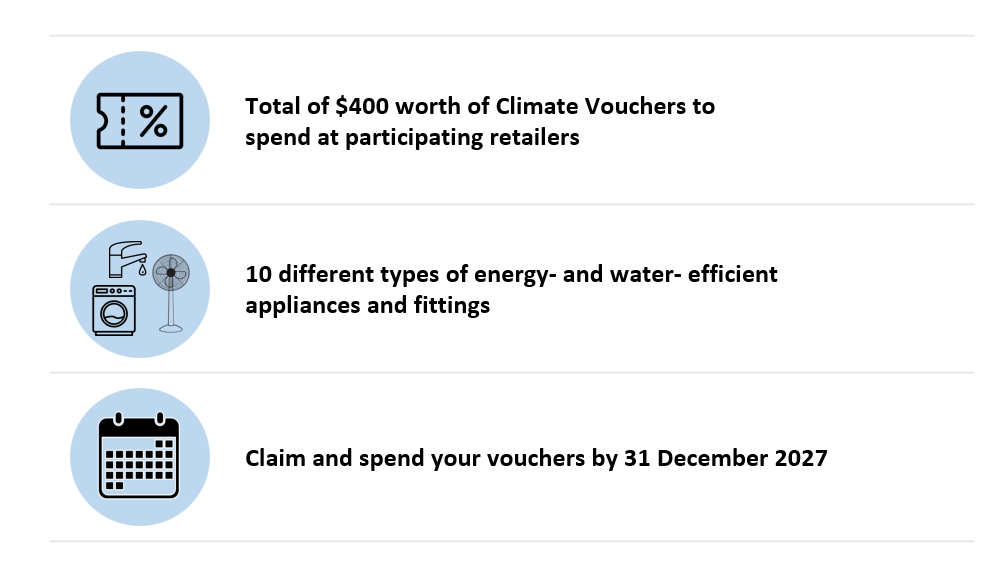 Total of $400 worth of Climate Vouchers to
spend at participating retailers
10 different types of energy- and water- efficient
appliances and fittings
Claim and spend your vouchers by 31 December 2027